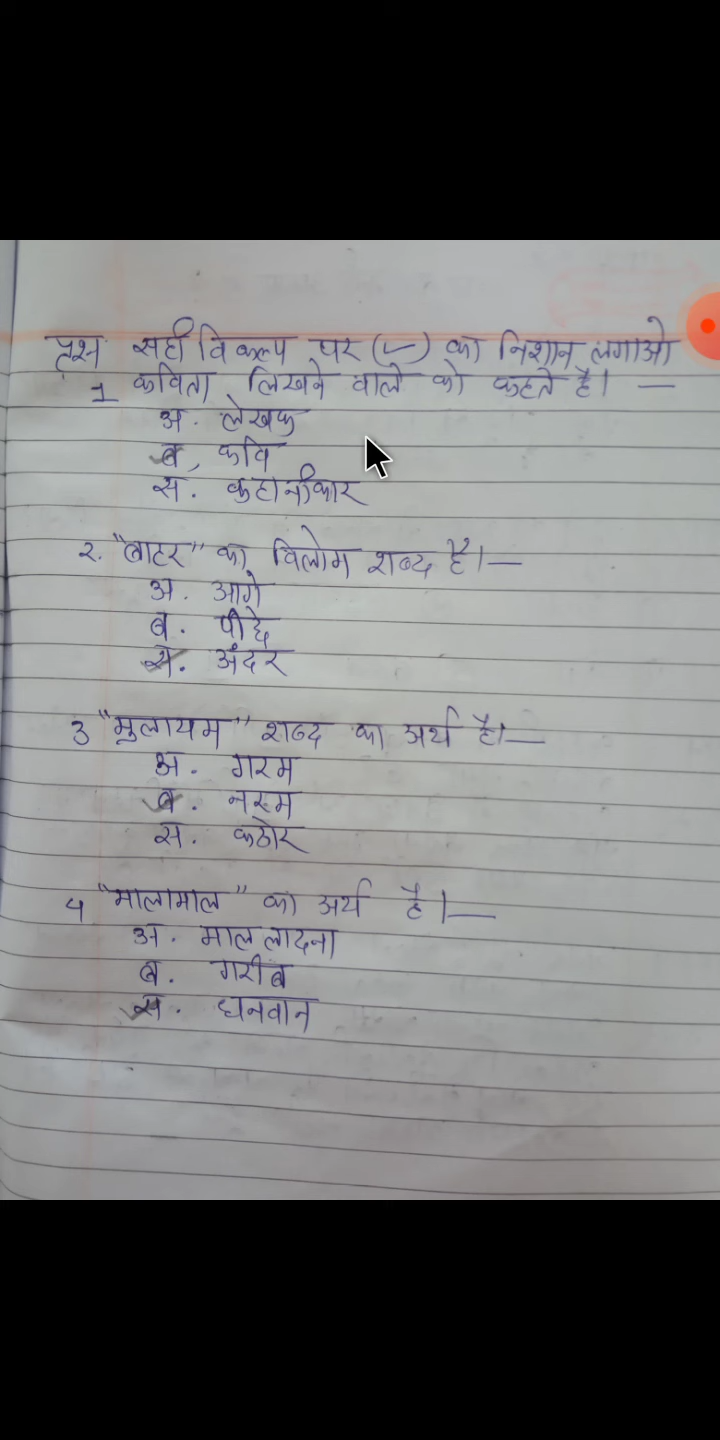 प्रश्न सही विकल्प पर (✓) का निशान लगाओ
1 कविता लिखने वाले को कहते है। —
अ. लेखक
ब. कवि
स. कहानीकार
२. "बाहर" का विलोम शब्द है।—
अ. आगे
ब. पीछे
स. अंदर
3 "मुलायम" शब्द का अर्थ है।—
अ. गरम
ब. नरम
स. कठोर
4 "मालामाल" का अर्थ है।—
अ. माल लादना
ब. गरीब
स. धनवान